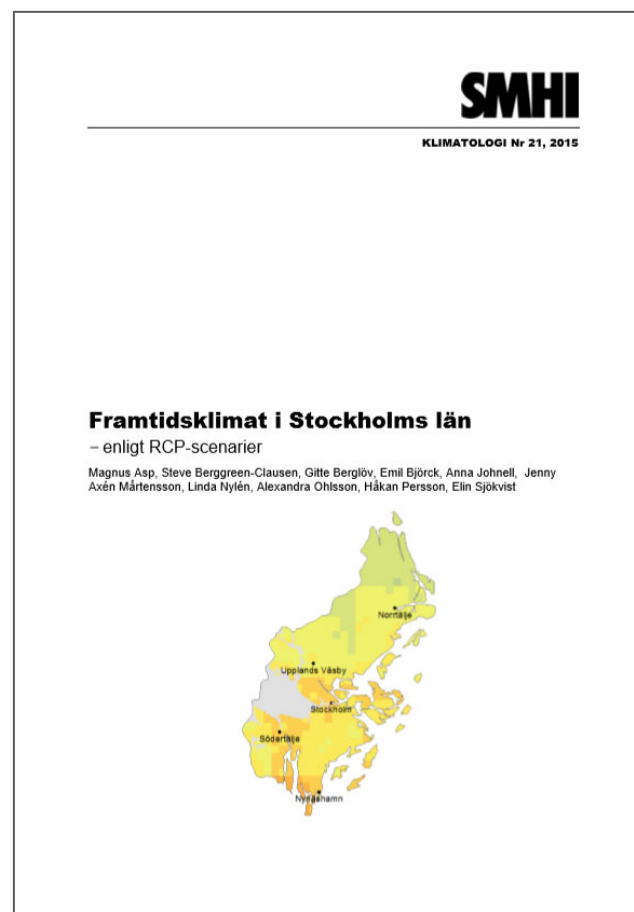 SMHI
KLIMATOLOGI Nr 21, 2015
Framtidsklimat i Stockholms län
– enligt RCP-scenarier
Magnus Asp, Steve Berggreen-Clausen, Gitte Berglöv, Emil Björck, Anna Johnell, Jenny
Axén Mårtensson, Linda Nylén, Alexandra Ohlsson, Håkan Persson, Elin Sjökvist
Norrtälje
Upplands Väsby
Stockholm
Södertälje
Nynäshamn